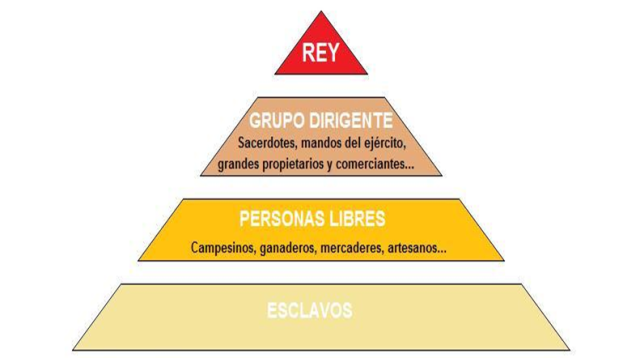 REY
GRUPO DIRIGENTE
Sacerdotes, mandos del ejército,
grandes propietarios y comerciantes...
PERSONAS LIBRES
Campesinos, ganaderos, mercaderes, artesanos...
ESCLAVOS